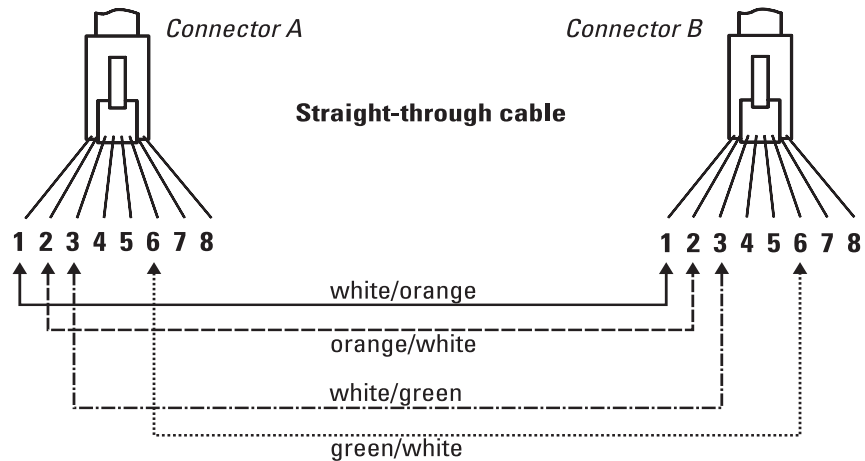 Connector A
Connector B
Straight-through cable
1 2 3 4 5 6 7 8
1 2 3 4 5 6 7 8
white/orange
orange/white
white/green
green/white